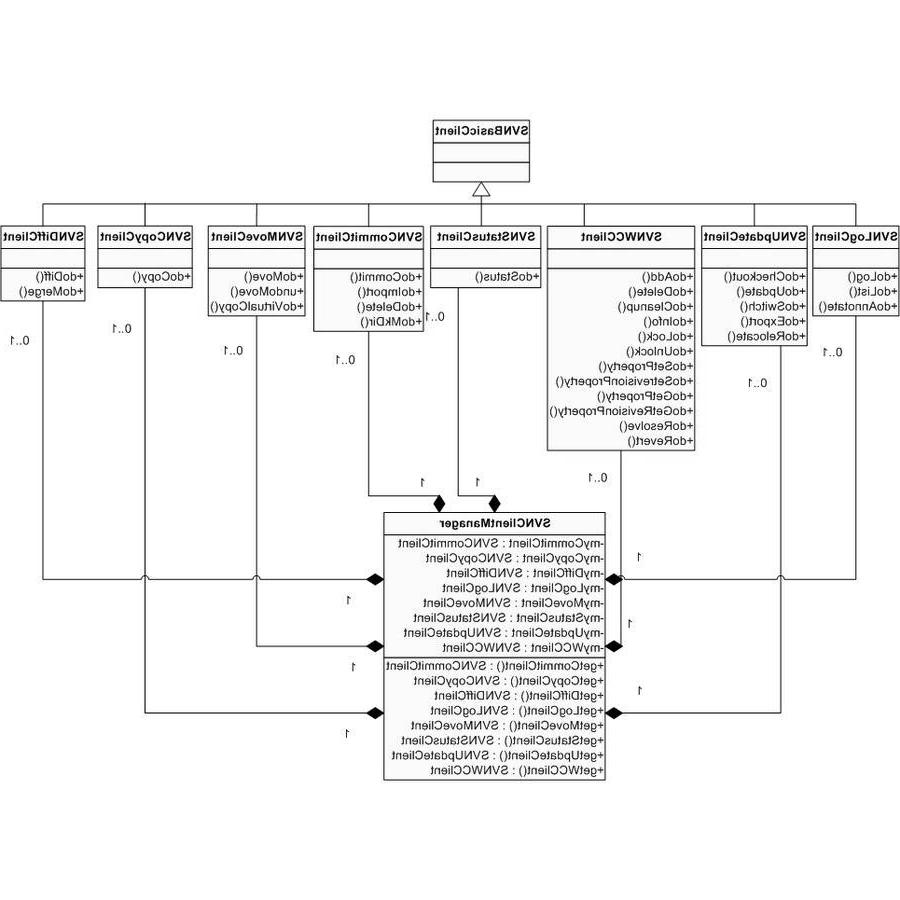 SVNBasicClient
SVNLogClient
+doLog()
+doList()
+doAnnotate()
SVNUpdateClient
+doCheckout()
+doUpdate()
+doSwitch()
+doExport()
+doRelocate()
SVNWCClient
+doAdd()
+doDelete()
+doCleanup()
+doInfo()
+doLock()
+doUnlock()
+doSetProperty()
+doSetrevisionProperty()
+doGetProperty()
+doGetRevisionProperty()
+doResolve()
+doRevert()
SVNStatusClient
+doStatus()
SVNCommitClient
+doCommit()
+doImport()
+doDelete()
+doMkDir()
SVNMoveClient
+doMove()
+undoMove()
+doVirtualCopy()
SVNCopyClient
+doCopy()
SVNDiffClient
+doDiff()
+doMerge()
0..1
0..1
0..1
0..1
0..1
0..1
0..1
0..1
1
1
SVNClientManager
-myCommitClient : SVNCommitClient
-myCopyClient : SVNCopyClient
-myDiffClient : SVNDiffClient
-myLogClient : SVNLogClient
-myMoveClient : SVNMoveClient
-myStatusClient : SVNStatusClient
-myUpdateClient : SVNUpdateClient
-myWCClient : SVNWCClient
+getCommitClient() : SVNCommitClient
+getCopyClient() : SVNCopyClient
+getDiffClient() : SVNDiffClient
+getLogClient() : SVNLogClient
+getMoveClient() : SVNMoveClient
+getStatusClient() : SVNStatusClient
+getUpdateClient() : SVNUpdateClient
+getWCClient() : SVNWCClient
1
1
1
1
1
1